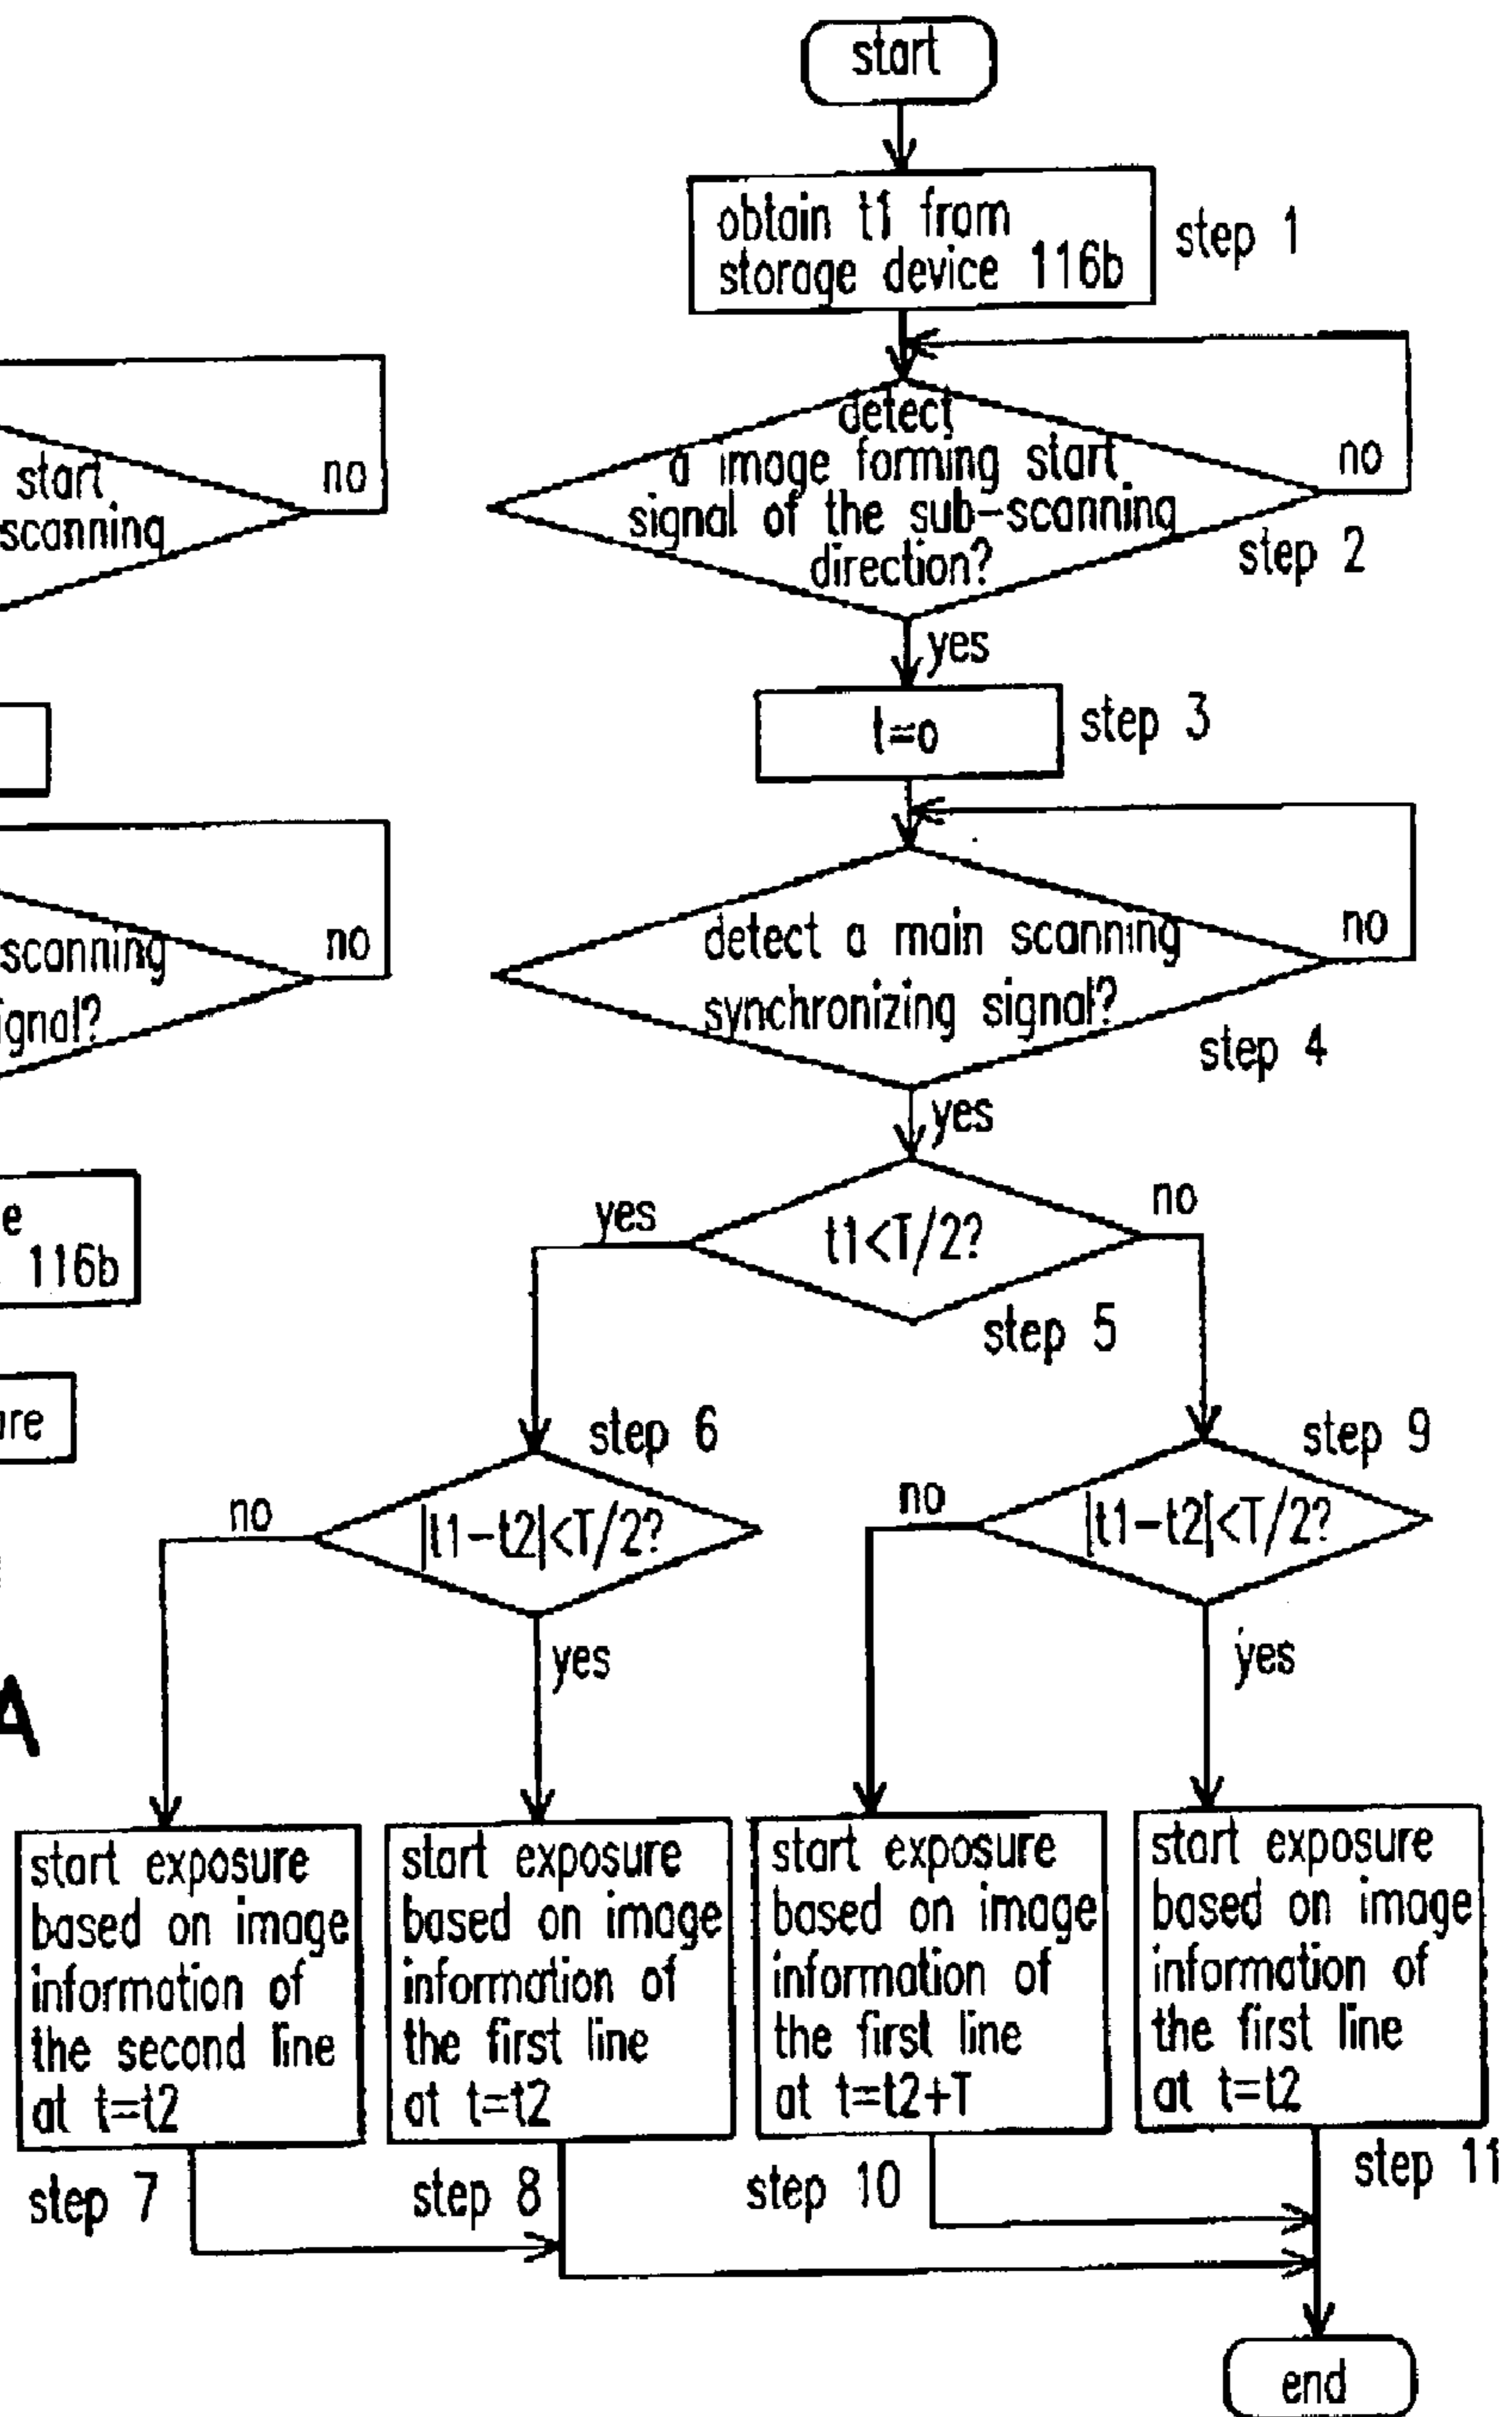 start
obtain t1 from
storage device 116b
step 1
detect
a image forming start
signal of the sub-scanning
direction?
no
step 2
yes
t=o
step 3
detect a main scanning
synchronizing signal?
no
step 4
yes
t1<T/2?
yes
no
step 5
step 6
|t1-t2|<T/2?
no
yes
step 9
|t1-t2|<T/2?
no
yes
start exposure
based on image
information of
the second line
at t=t2
step 7
start exposure
based on image
information of
the first line
at t=t2
step 8
start exposure
based on image
information of
the first line
at t=t2+T
step 10
start exposure
based on image
information of
the first line
at t=t2
step 11
end
start
scanning
no
scanning
no
116b
A